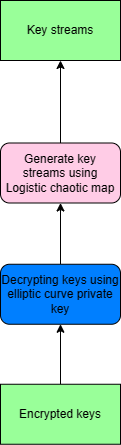 Key streams
Generate key
streams using
Logistic chaotic map
Decrypting keys using
elliptic curve private
key
Encrypted keys